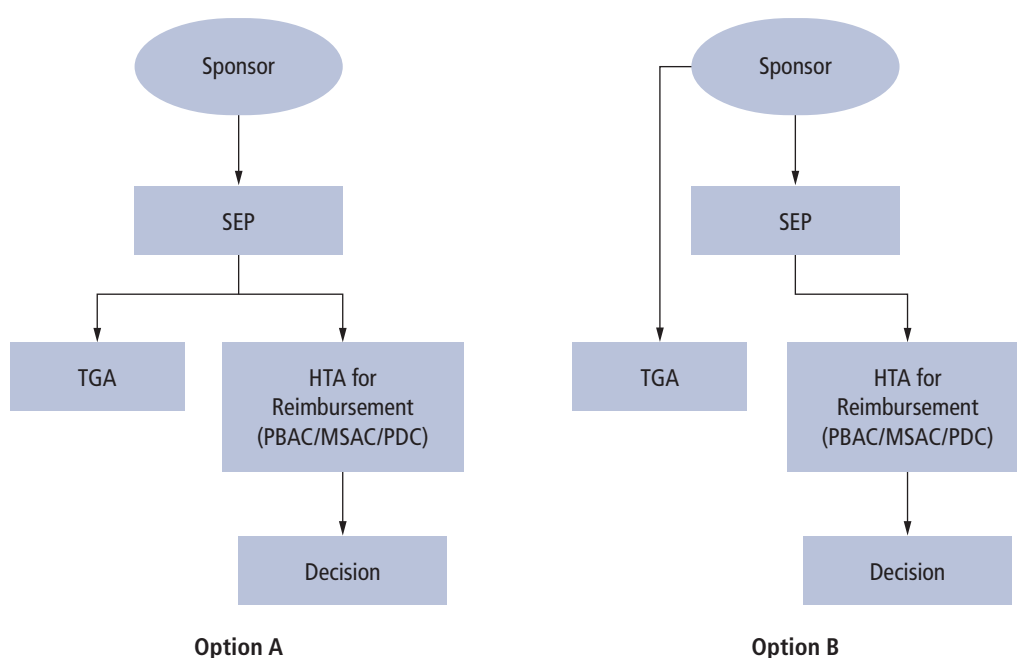 Sponsor
SEP
TGA
HTA for
Reimbursement
(PBAC/MSAC/PDC)
Decision
Option A
Sponsor
SEP
TGA
HTA for
Reimbursement
(PBAC/MSAC/PDC)
Decision
Option B